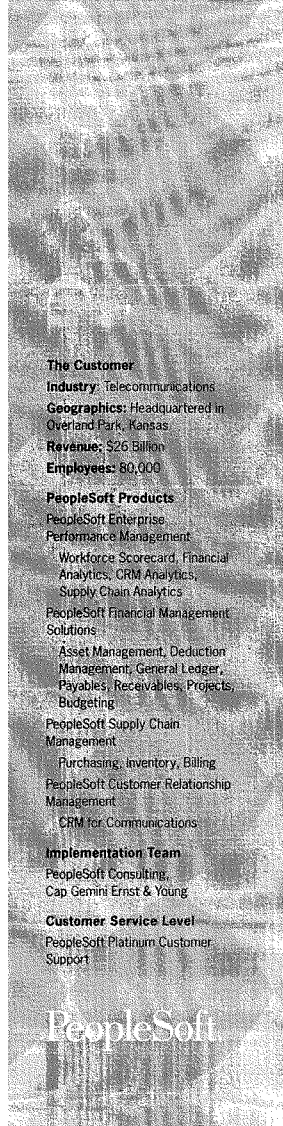 The Customer
Industry: Telecommunications
Geographics: Headquartered in
Overland Park, Kansas
Revenue: $26 Billion
Employees: 80,000
PeopleSoft Products
PeopleSoft Enterprise
Performance Management
Workforce Scorecard, Financial
Analytics, CRM Analytics,
Supply Chain Analytics
PeopleSoft Financial Management
Solutions
Asset Management, Deduction
Management, General Ledger,
Payables, Receivables, Projects,
Budgeting
PeopleSoft Supply Chain
Management
Purchasing, Inventory, Billing
PeopleSoft Customer Relationship
Management
CRM for Communications
Implementation Team
PeopleSoft Consulting,
Cap Gemini Ernst & Young
Customer Service Level
PeopleSoft Platinum Customer
Support
PeopleSoft